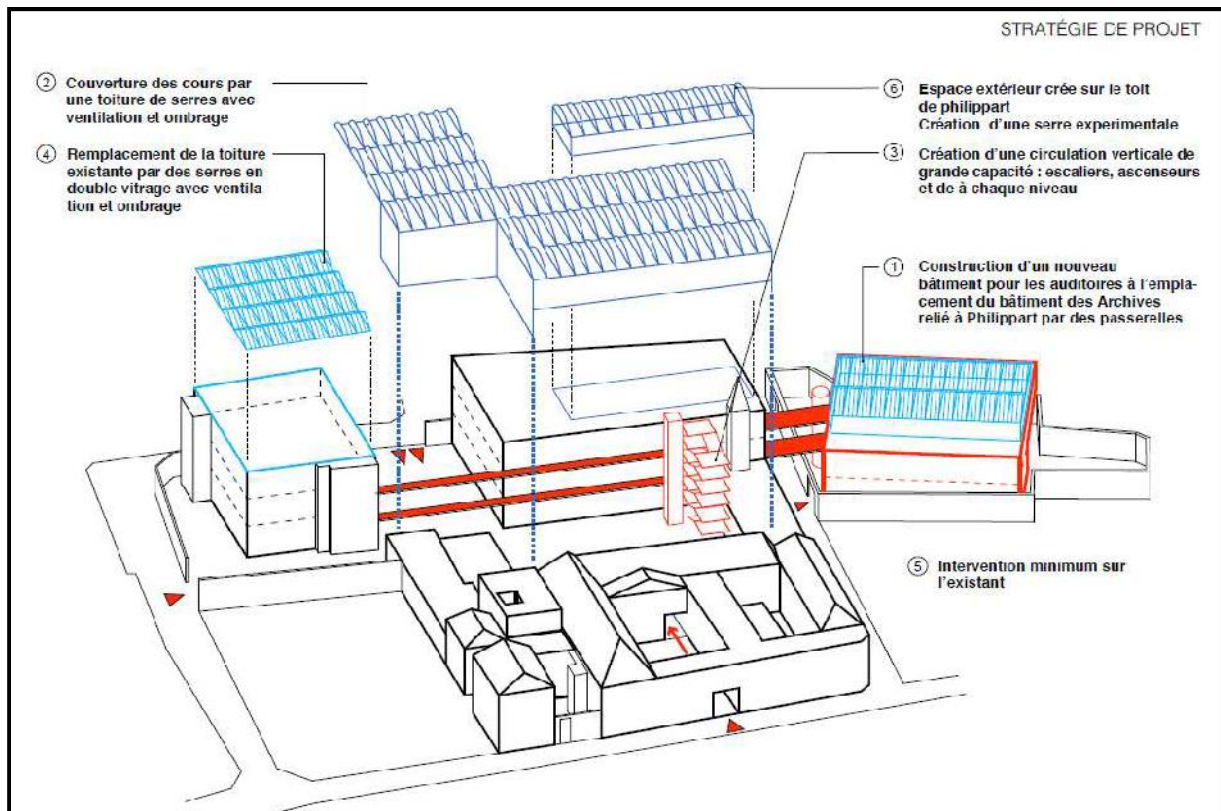 STRATÉGIE DE PROJET
2 Couverture des cours par
une toiture de serres avec
ventilation et ombrage
4 Remplacement de la toiture
existante par des serres en
double vitrage avec ventila
tion et ombrage
6 Espace extérieur crée sur le toit
de philippart
Création d'une serre experimentale
3 Création d'une circulation verticale de
grande capacité : escaliers, ascenseurs
et de à chaque niveau
1 Construction d'un nouveau
bâtiment pour les auditoires à l'empla-
cement du bâtiment des Archives
relié à Philippart par des passerelles
5 Intervention minimum sur
l'existant